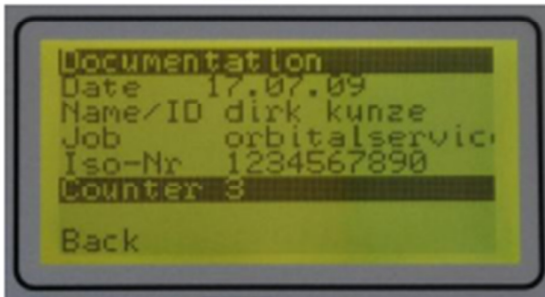 Documentation
Date 17.07.09
Name/ID dirk kunze
Job orbitalservic
Iso-Nr 1234567890
Counter 3
Back